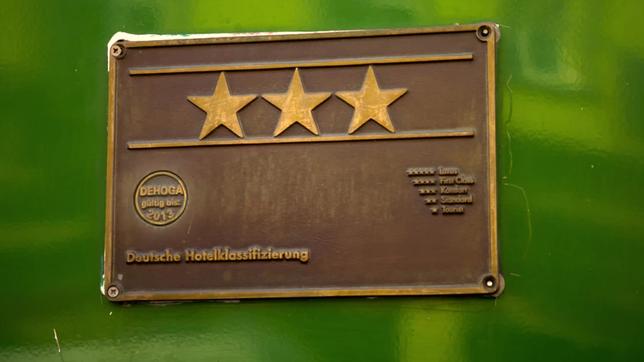 DEHOGA
gültig bis:
2013
Luxus
First Class
Komfort
Standard
Tourist
Deutsche Hotelklassifizierung